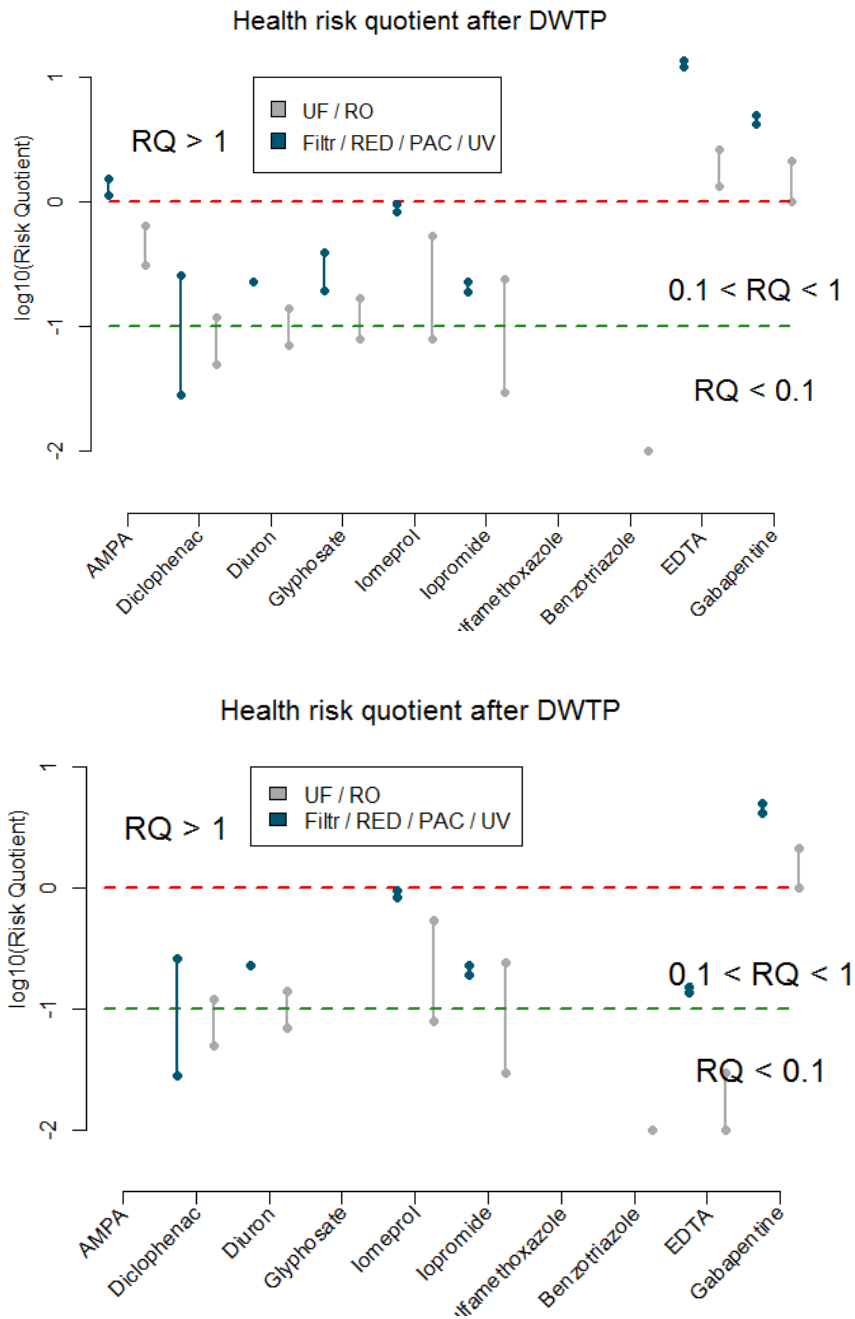 Health risk quotient after DWTP
log10(Risk Quotient)
1
0
-1
-2
UF / RO
Filtr / RED / PAC / UV
RQ > 1
0.1 < RQ < 1
RQ < 0.1
AMPA
Diclophenac
Diuron
Glyphosate
Iomeprol
Iopromide
lfamethoxazole
Benzotriazole
EDTA
Gabapentine
Health risk quotient after DWTP
log10(Risk Quotient)
1
0
-1
-2
UF / RO
Filtr / RED / PAC / UV
RQ > 1
0.1 < RQ < 1
RQ < 0.1
AMPA
Diclophenac
Diuron
Glyphosate
Iomeprol
Iopromide
lfamethoxazole
Benzotriazole
EDTA
Gabapentine